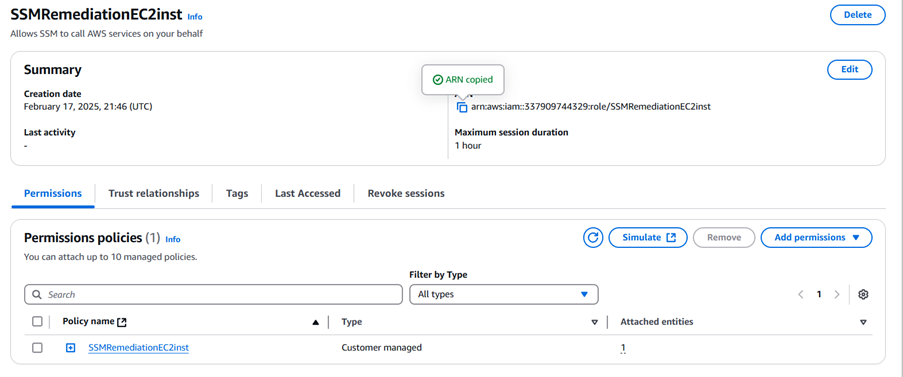 SSMRemediationEC2inst Info
Delete
Allows SSM to call AWS services on your behalf
Summary
Edit
ARN copied
Creation date
February 17, 2025, 21:46 (UTC)
arn:aws:iam::337909744329:role/SSMRemediationEC2inst
Last activity
-
Maximum session duration
1 hour
Permissions
Trust relationships
Tags
Last Accessed
Revoke sessions
Permissions policies (1) Info
Simulate
Remove
Add permissions
You can attach up to 10 managed policies.
Filter by Type
Search
All types
1
Policy name
Type
Attached entities
SSMRemediationEC2inst
Customer managed
1